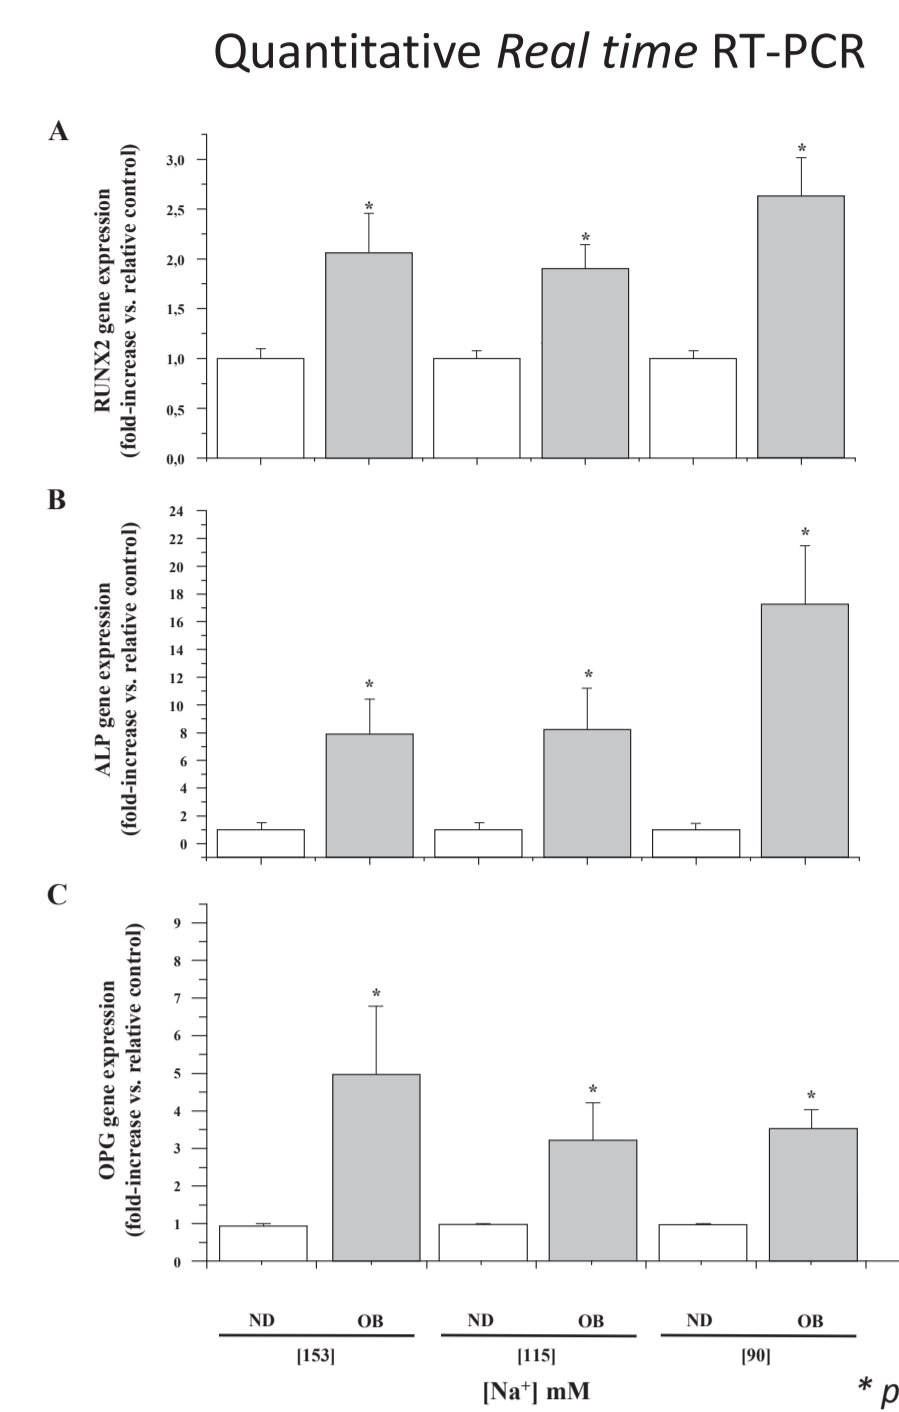 Quantitative Real time RT-PCR
A
RUNX2 gene expression
(fold-increase vs. relative control)
3,0
2,5
2,0
1,5
1,0
0,5
0,0
*
*
*
B
ALP gene expression
(fold-increase vs. relative control)
24
22
20
18
16
14
12
10
8
6
4
2
0
*
*
*
C
OPG gene expression
(fold-increase vs. relative control)
9
8
7
6
5
4
3
2
1
0
*
*
*
ND OB ND OB ND OB
[153] [115] [90]
[Na+] mM
* p